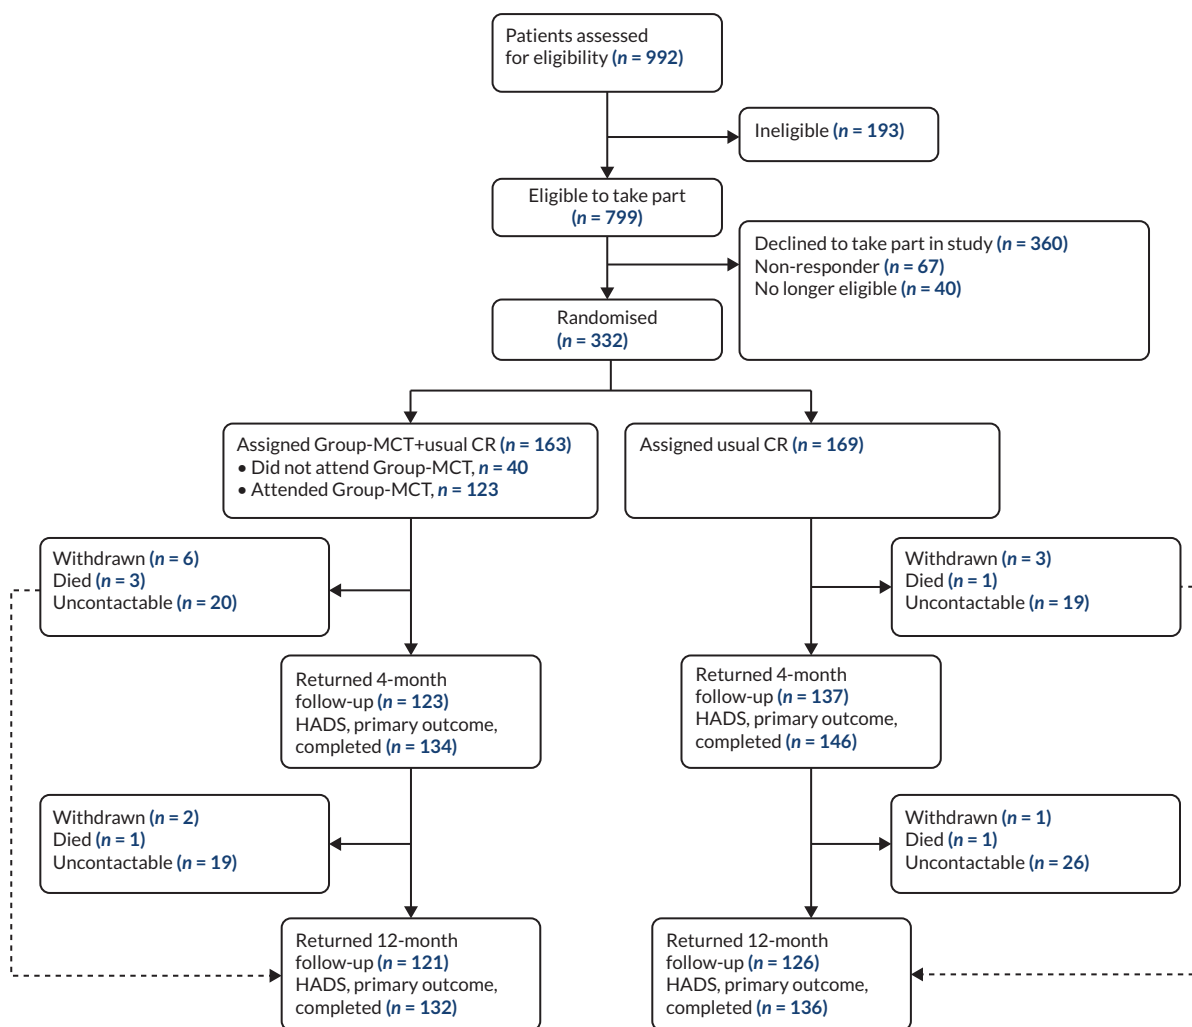 Patients assessed
for eligibility (n = 992)
Ineligible (n = 193)
Eligible to take part
(n = 799)
Declined to take part in study (n = 360)
Non-responder (n = 67)
No longer eligible (n = 40)
Randomised
(n = 332)
Assigned Group-MCT+usual CR (n = 163)
• Did not attend Group-MCT, n = 40
• Attended Group-MCT, n = 123
Assigned usual CR (n = 169)
Withdrawn (n = 6)
Died (n = 3)
Uncontactable (n = 20)
Withdrawn (n = 3)
Died (n = 1)
Uncontactable (n = 19)
Returned 4-month
follow-up (n = 123)
HADS, primary outcome,
completed (n = 134)
Returned 4-month
follow-up (n = 137)
HADS, primary outcome,
completed (n = 146)
Withdrawn (n = 2)
Died (n = 1)
Uncontactable (n = 19)
Withdrawn (n = 1)
Died (n = 1)
Uncontactable (n = 26)
Returned 12-month
follow-up (n = 121)
HADS, primary outcome,
completed (n = 132)
Returned 12-month
follow-up (n = 126)
HADS, primary outcome,
completed (n = 136)